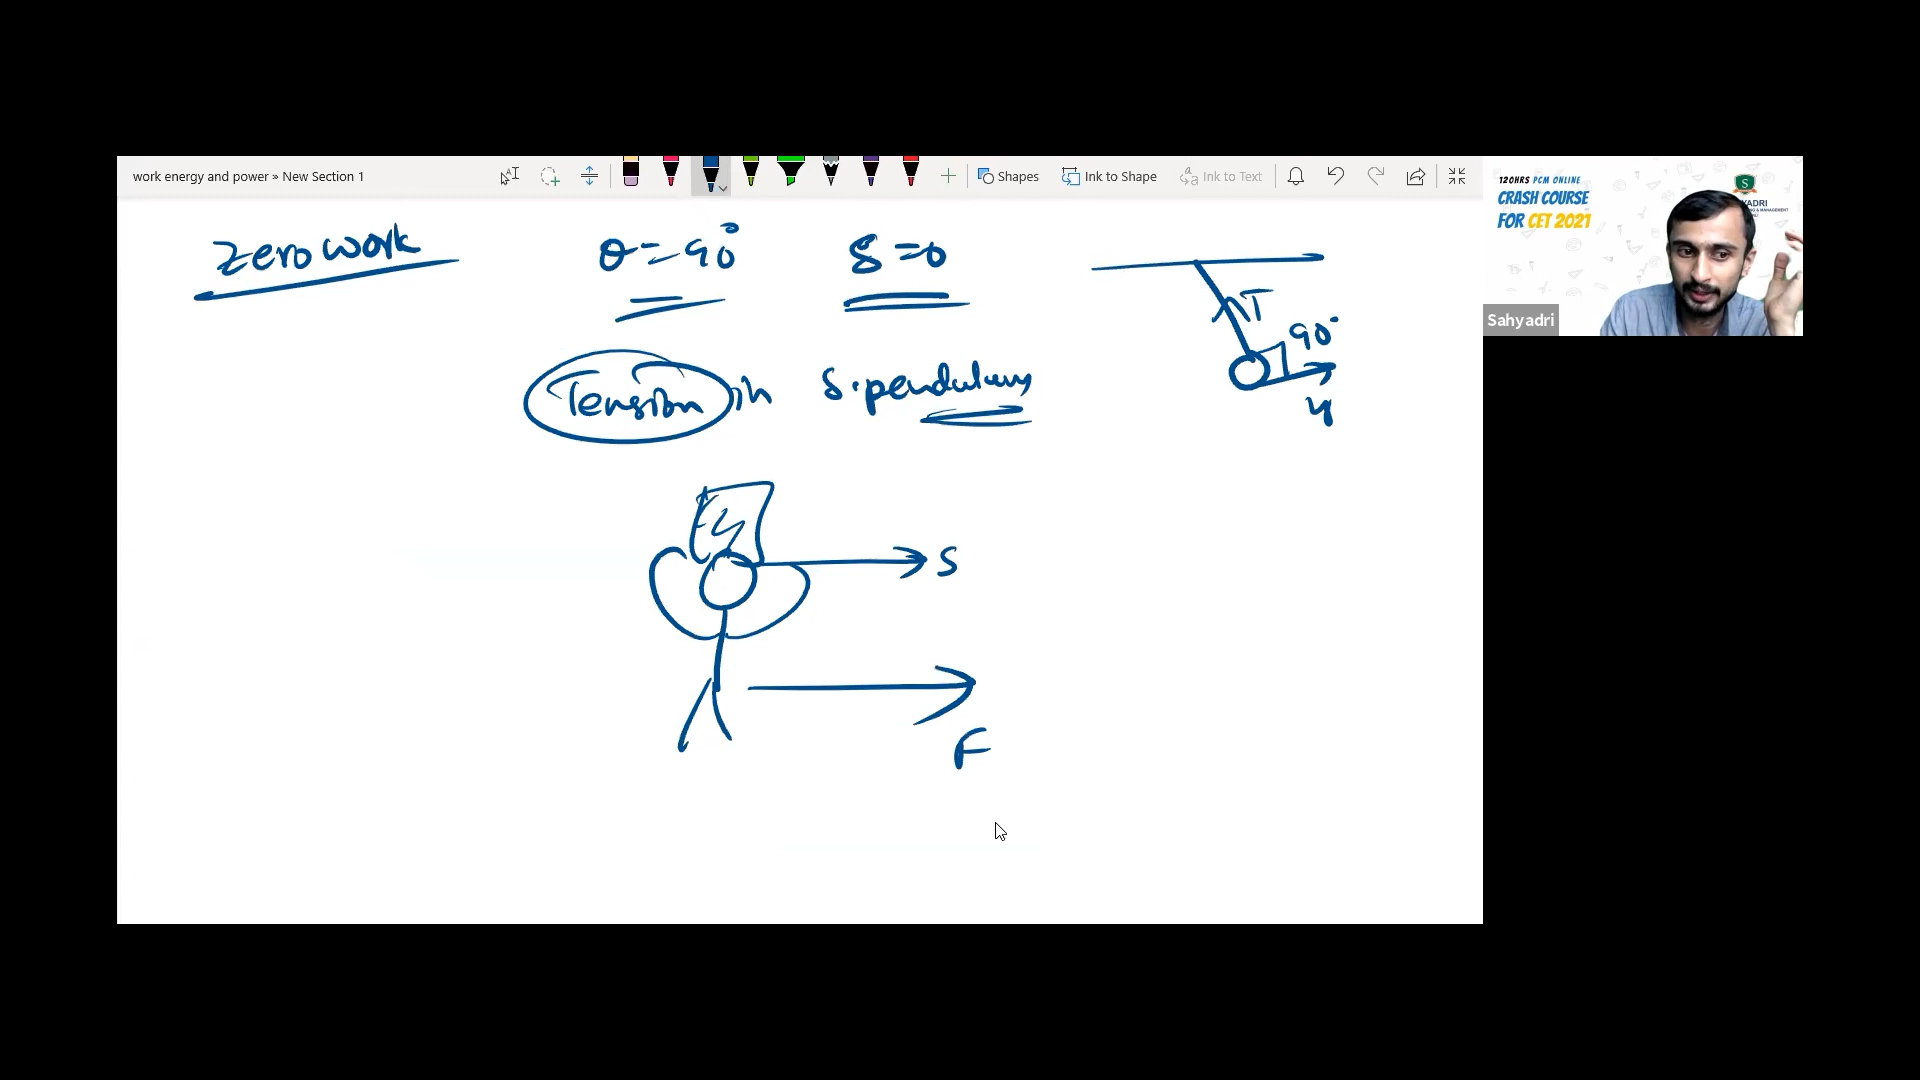 work energy and power » New Section 1
Shapes
Ink to Shape
Ink to Text
120HRS PCM ONLINE
CRASH COURSE
FOR CET 2021
Sahyadri
Zero work
θ = 90°
S = 0
T
90°
Tension in S. pendulum
S
F